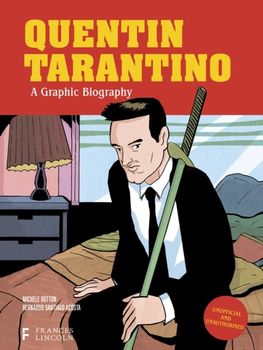 QUENTIN
TARANTINO
A Graphic Biography
MICHELE BOTTON
BERNARDO SANTIAGO ACOSTA
F FRANCES
LINCOLN
UNOFFICIAL
AND
UNAUTHORISED